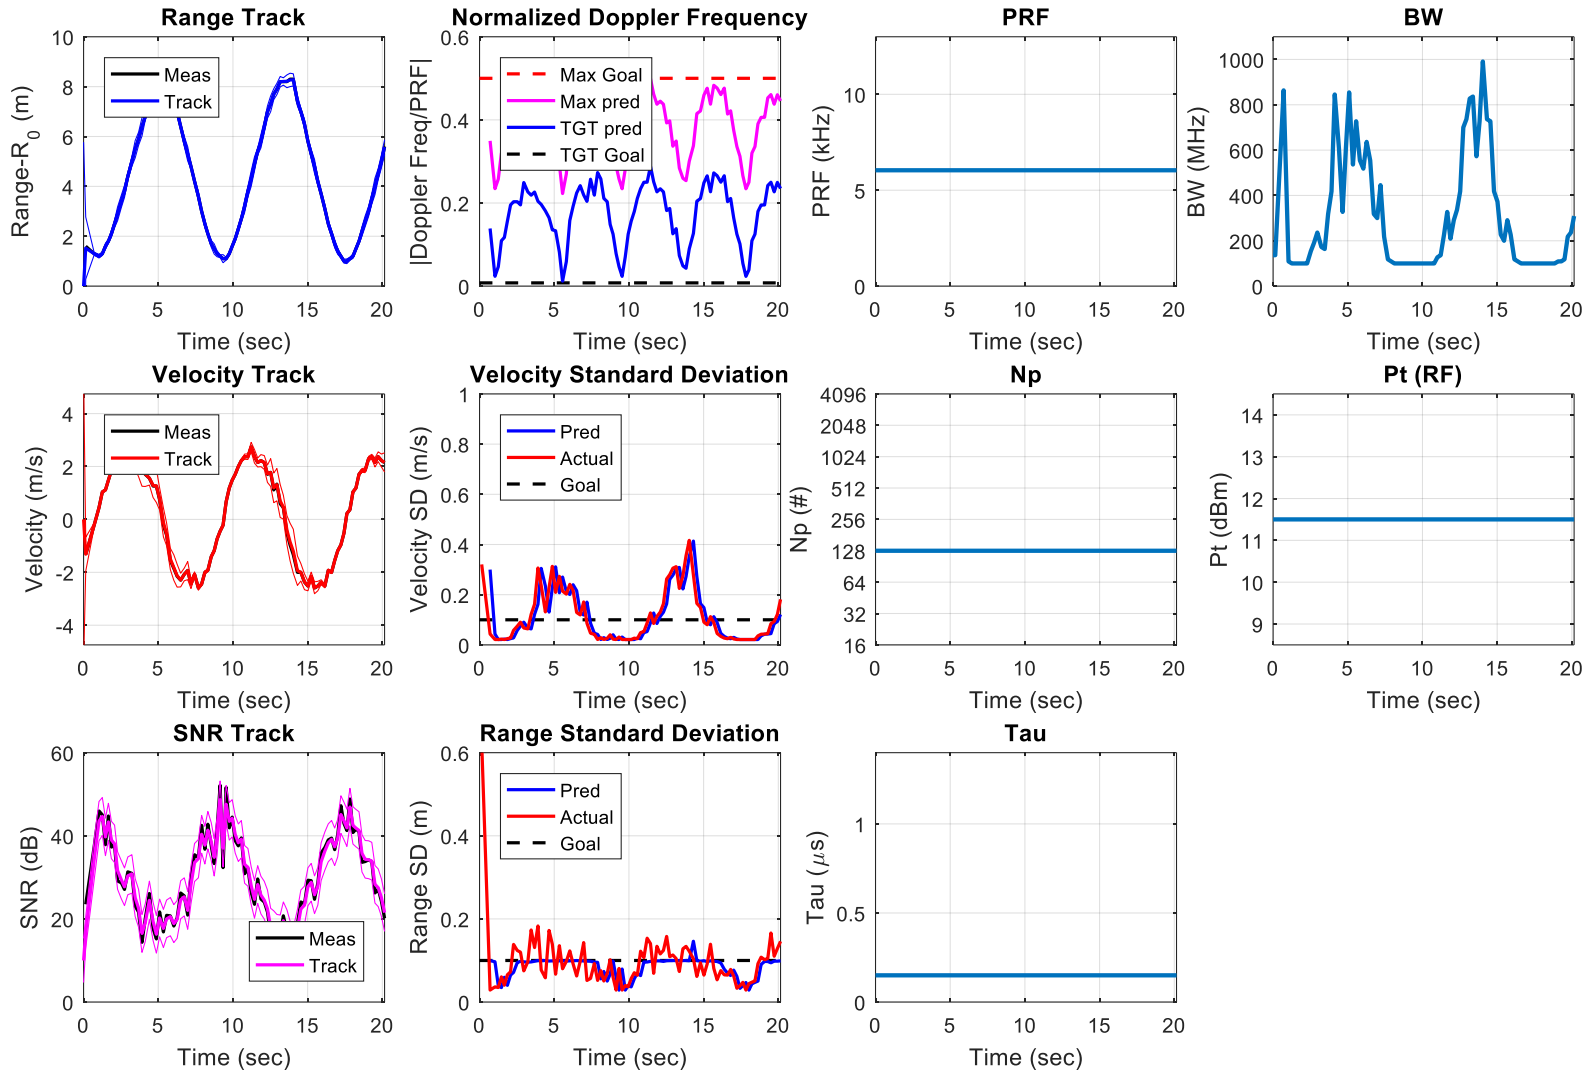 Range Track
Range-R0 (m)
10
8
6
4
2
0
Meas
Track
0 5 10 15 20
Time (sec)
Normalized Doppler Frequency
|Doppler Freq/PRF|
0.6
0.4
0.2
0
Max Goal
Max pred
TGT pred
TGT Goal
0 5 10 15 20
Time (sec)
PRF
PRF (kHz)
10
5
0
0 5 10 15 20
Time (sec)
BW
BW (MHz)
1000
800
600
400
200
0 5 10 15 20
Time (sec)
Velocity Track
Velocity (m/s)
4
2
0
-2
-4
Meas
Track
0 5 10 15 20
Time (sec)
Velocity Standard Deviation
Velocity SD (m/s)
1
0.8
0.6
0.4
0.2
0
Pred
Actual
Goal
0 5 10 15 20
Time (sec)
Np
Np (#)
4096
2048
1024
512
256
128
64
32
16
0 5 10 15 20
Time (sec)
Pt (RF)
Pt (dBm)
14
13
12
11
10
9
0 5 10 15 20
Time (sec)
SNR Track
SNR (dB)
60
40
20
0
Meas
Track
0 5 10 15 20
Time (sec)
Range Standard Deviation
Range SD (m)
0.6
0.4
0.2
0
Pred
Actual
Goal
0 5 10 15 20
Time (sec)
Tau
Tau (μs)
1
0.5
0
0 5 10 15 20
Time (sec)